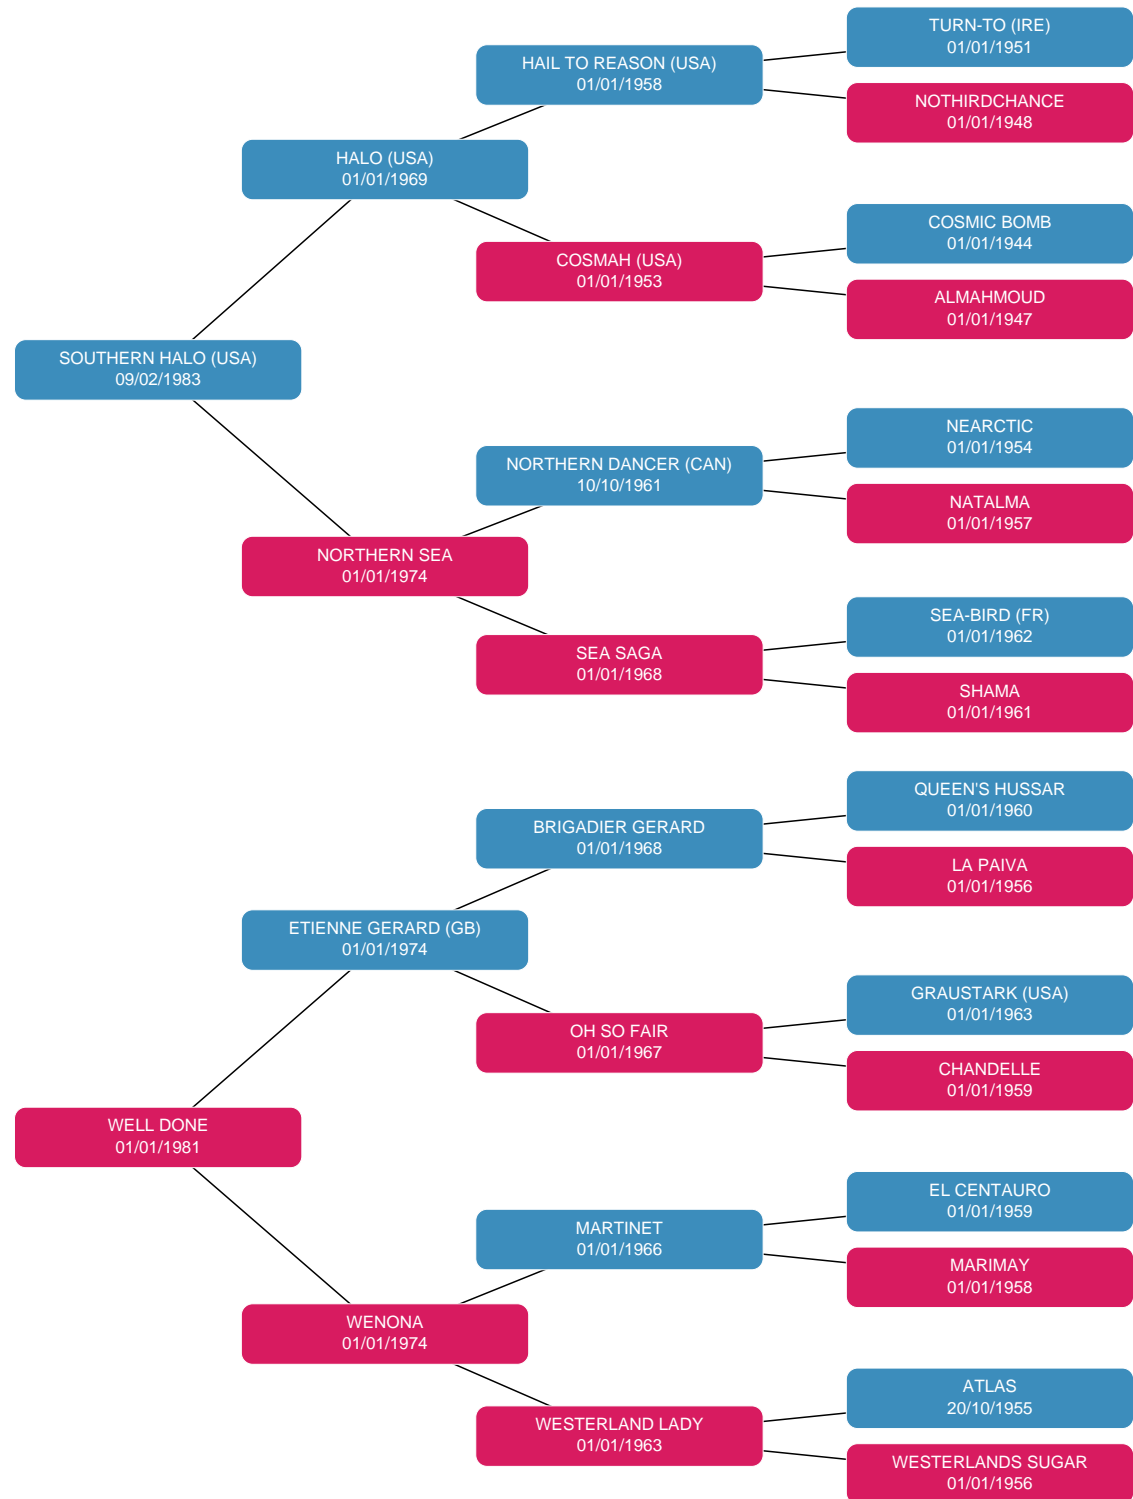 TURN-TO (IRE)
01/01/1951
HAIL TO REASON (USA)
01/01/1958
NOTHIRDCHANCE
01/01/1948
HALO (USA)
01/01/1969
COSMIC BOMB
01/01/1944
COSMAH (USA)
01/01/1953
ALMAHMOUD
01/01/1947
SOUTHERN HALO (USA)
09/02/1983
NEARCTIC
01/01/1954
NORTHERN DANCER (CAN)
10/10/1961
NATALMA
01/01/1957
NORTHERN SEA
01/01/1974
SEA-BIRD (FR)
01/01/1962
SEA SAGA
01/01/1968
SHAMA
01/01/1961
QUEEN'S HUSSAR
01/01/1960
BRIGADIER GERARD
01/01/1968
LA PAIVA
01/01/1956
ETIENNE GERARD (GB)
01/01/1974
GRAUSTARK (USA)
01/01/1963
OH SO FAIR
01/01/1967
CHANDELLE
01/01/1959
WELL DONE
01/01/1981
EL CENTAURO
01/01/1959
MARTINET
01/01/1966
MARIMAY
01/01/1958
WENONA
01/01/1974
ATLAS
20/10/1955
WESTERLAND LADY
01/01/1963
WESTERLANDS SUGAR
01/01/1956